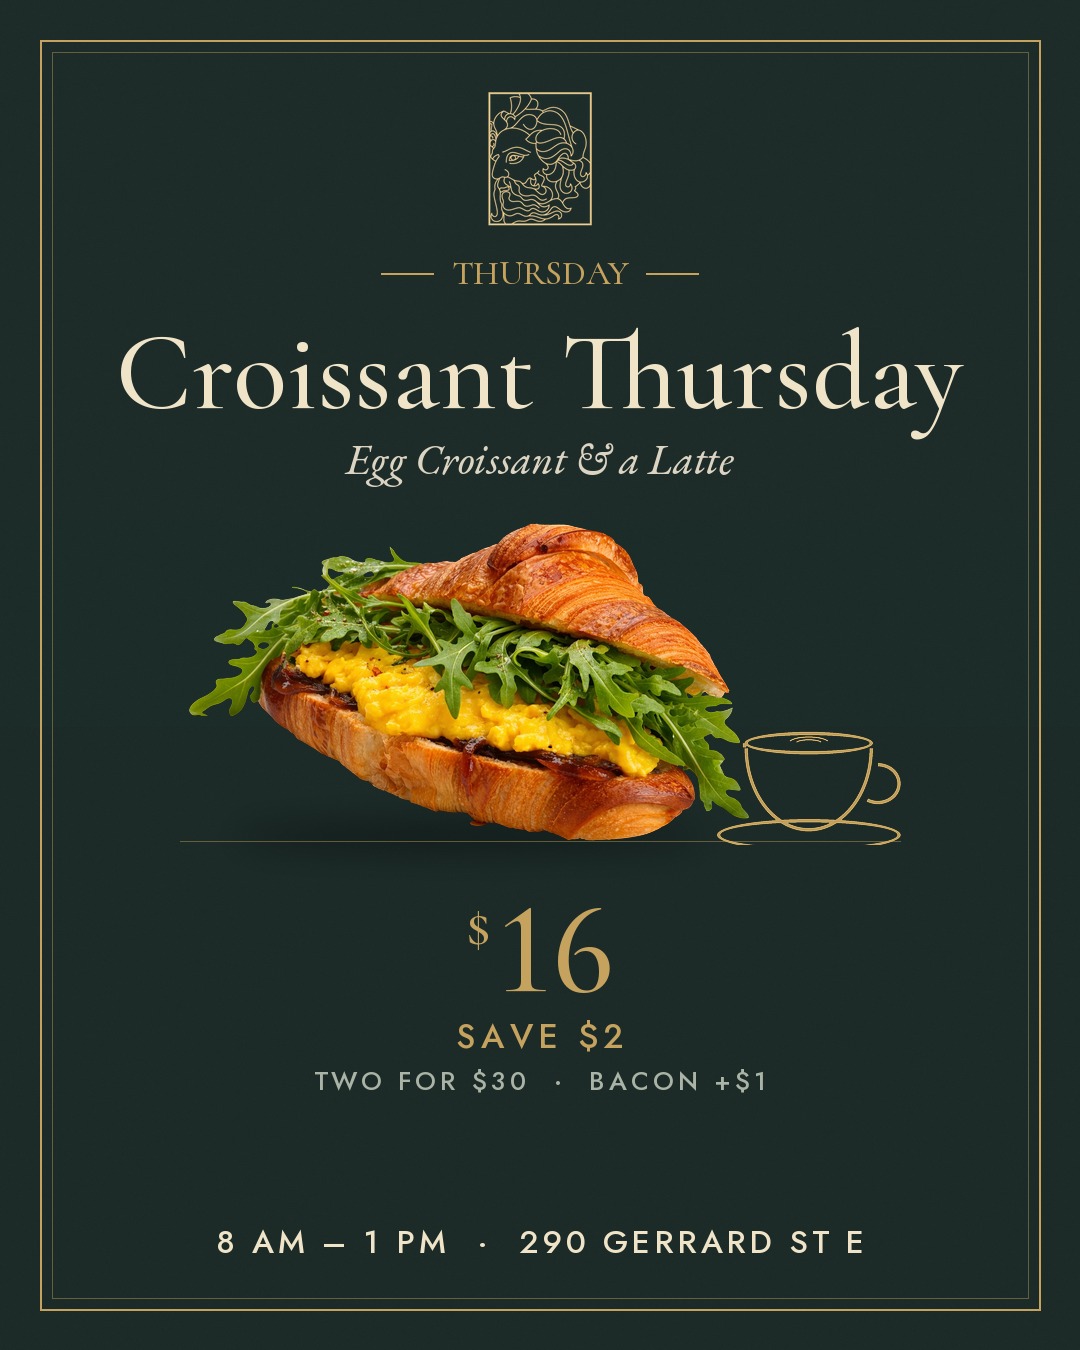 THURSDAY
Croissant Thursday
Egg Croissant & a Latte
$16
SAVE $2
TWO FOR $30 · BACON +$1
8 AM – 1 PM · 290 GERRARD ST E